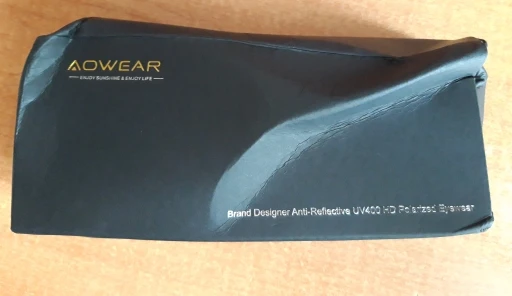 AOWEAR
ENJOY SUNSHINE & ENJOY LIFE
Brand Designer Anti-Reflective UV400 HD Polarized Eyewear